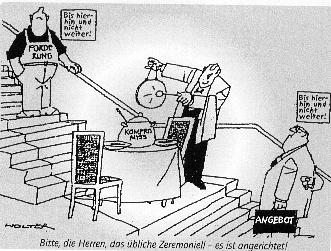 Bis hier-
hin und
nicht
weiter!
FORDE
RUNG
KOMPRO
MISS
Bis hier-
hin und
nicht
weiter!
ANGEBOT
WOLTER
Bitte, die Herren, das übliche Zeremoniell – es ist angerichtet!